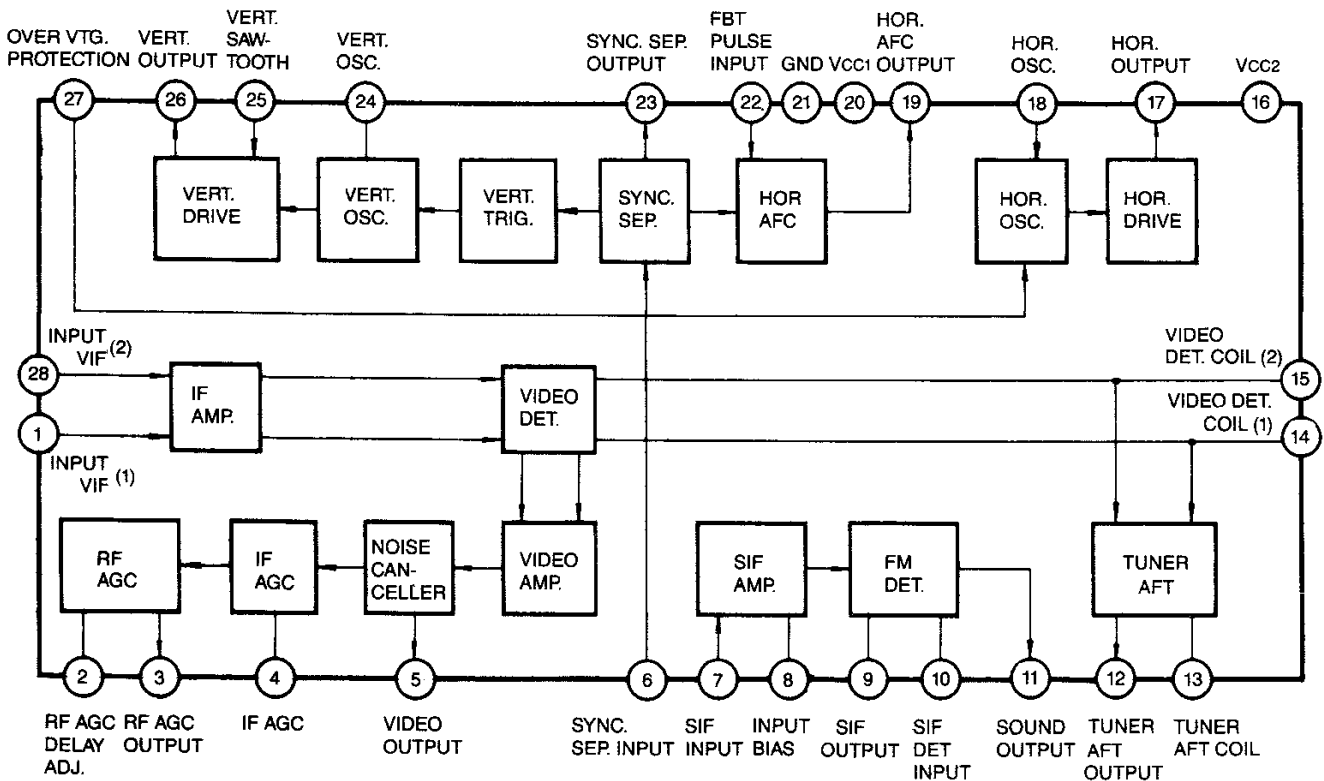 OVER VTG.
PROTECTION
VERT.
OUTPUT
VERT.
SAW-
TOOTH
VERT.
OSC.
SYNC. SEP.
OUTPUT
FBT
PULSE
INPUT
GND
VCC1
HOR.
AFC
OUTPUT
HOR.
OSC.
HOR.
OUTPUT
VCC2
27
26
25
24
23
22
21
20
19
18
17
16
VERT.
DRIVE
VERT.
OSC.
VERT.
TRIG.
SYNC.
SEP.
HOR
AFC
HOR.
OSC.
HOR.
DRIVE
INPUT
VIF (2)
28
1
INPUT
VIF (1)
IF
AMP.
VIDEO
DET.
VIDEO
DET. COIL (2)
15
VIDEO DET.
COIL (1)
14
RF
AGC
IF
AGC
NOISE
CAN-
CELLER
VIDEO
AMP.
SIF
AMP.
FM
DET.
TUNER
AFT
2
3
4
5
6
7
8
9
10
11
12
13
RF AGC
DELAY
ADJ.
RF AGC
OUTPUT
IF AGC
VIDEO
OUTPUT
SYNC.
SEP. INPUT
SIF
INPUT
INPUT
BIAS
SIF
OUTPUT
SIF
DET
INPUT
SOUND
OUTPUT
TUNER
AFT
OUTPUT
TUNER
AFT COIL